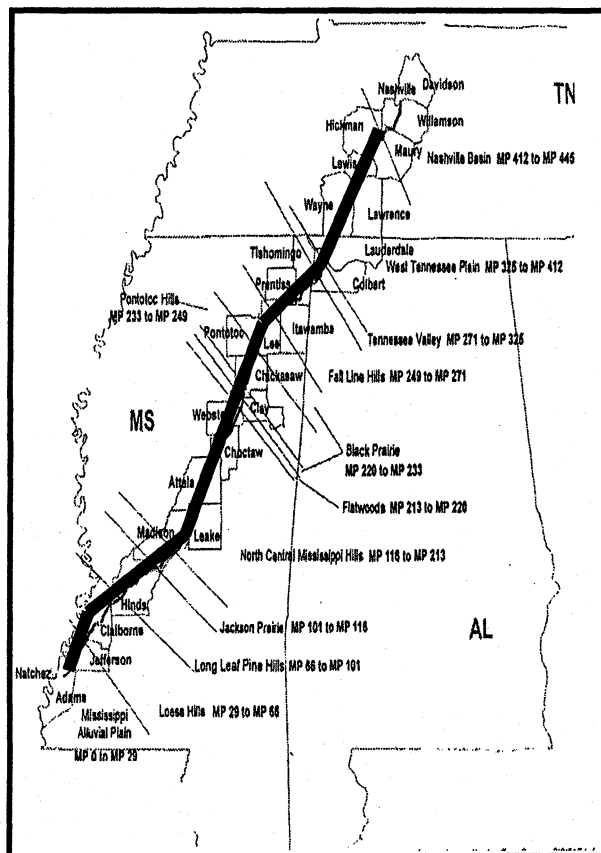 Davidson
Nashville
TN
Hickman
Williamson
Maury
Lewis
Nashville Basin MP 412 to MP 445
Wayne
Lawrence
Lauderdale
Tishomingo
West Tennessee Plain MP 325 to MP 412
Colbert
Prentiss
Pontotoc Hills
MP 233 to MP 249
Itawamba
Pontotoc
Lee
Tennessee Valley MP 271 to MP 325
Chickasaw
Fall Line Hills MP 249 to MP 271
MS
Webster
Clay
Choctaw
Black Prairie
MP 220 to MP 233
Attala
Flatwoods MP 213 to MP 220
Madison
Leake
North Central Mississippi Hills MP 116 to MP 213
Hinds
Jackson Prairie MP 101 to MP 116
AL
Claiborne
Jefferson
Long Leaf Pine Hills MP 66 to MP 101
Natchez
Adams
Loess Hills MP 29 to MP 66
Mississippi
Alluvial Plain
MP 0 to MP 29